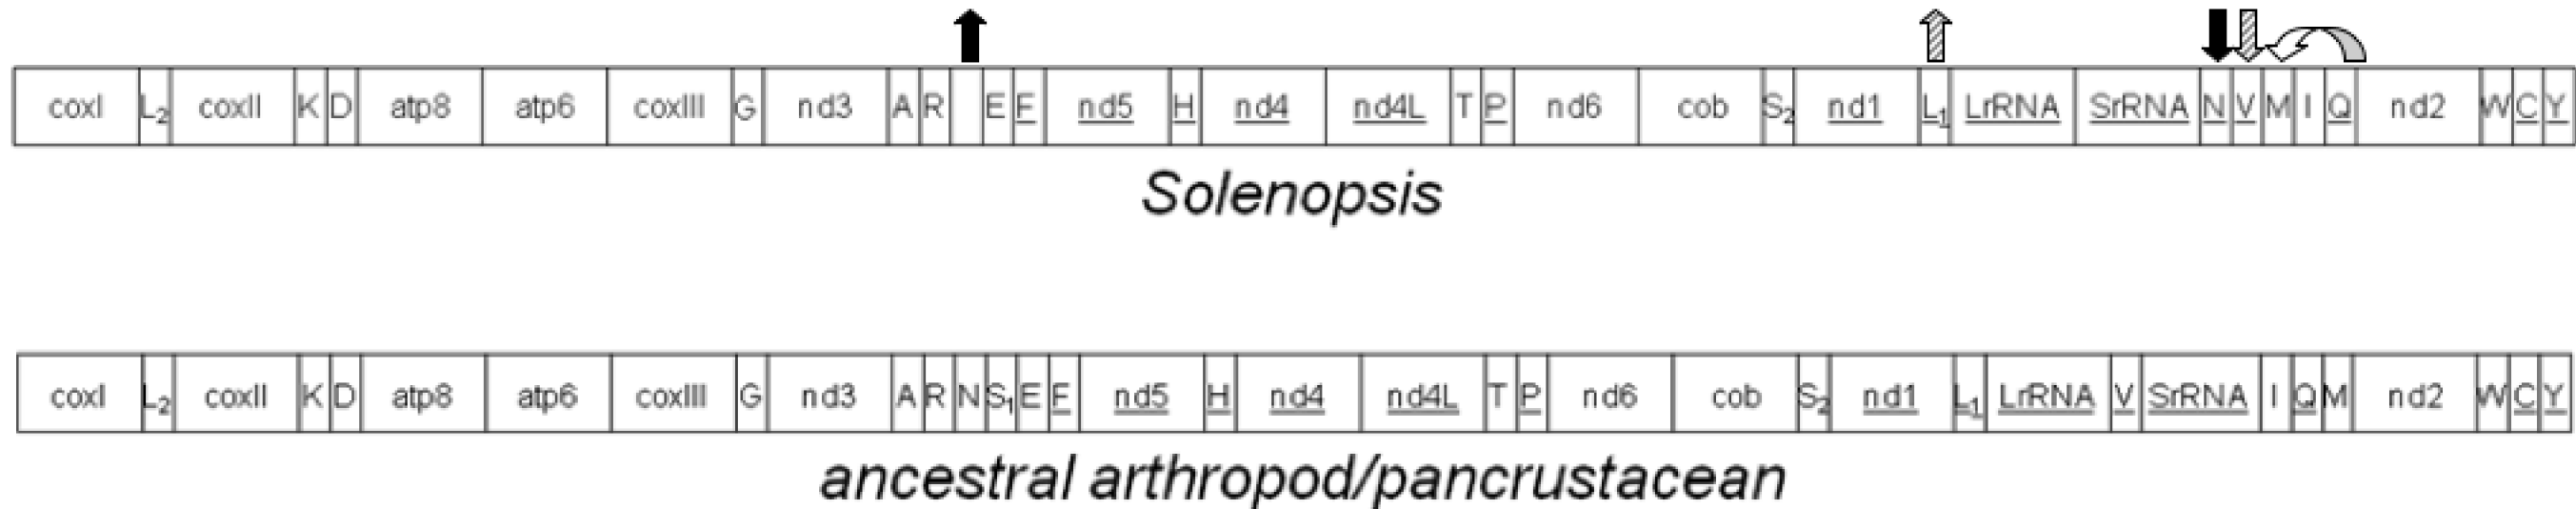 coxI L₂ coxII K D atp8 atp6 coxIII G nd3 A R E F nd5 H nd4 nd4L T P nd6 cob S₂ nd1 L₁ LrRNA SrRNA N V M I Q nd2 W C Y
Solenopsis
coxI L₂ coxII K D atp8 atp6 coxIII G nd3 A R N S₁ E F nd5 H nd4 nd4L T P nd6 cob S₂ nd1 L₁ LrRNA V SrRNA I Q M nd2 W C Y
ancestral arthropod/pancrustacean